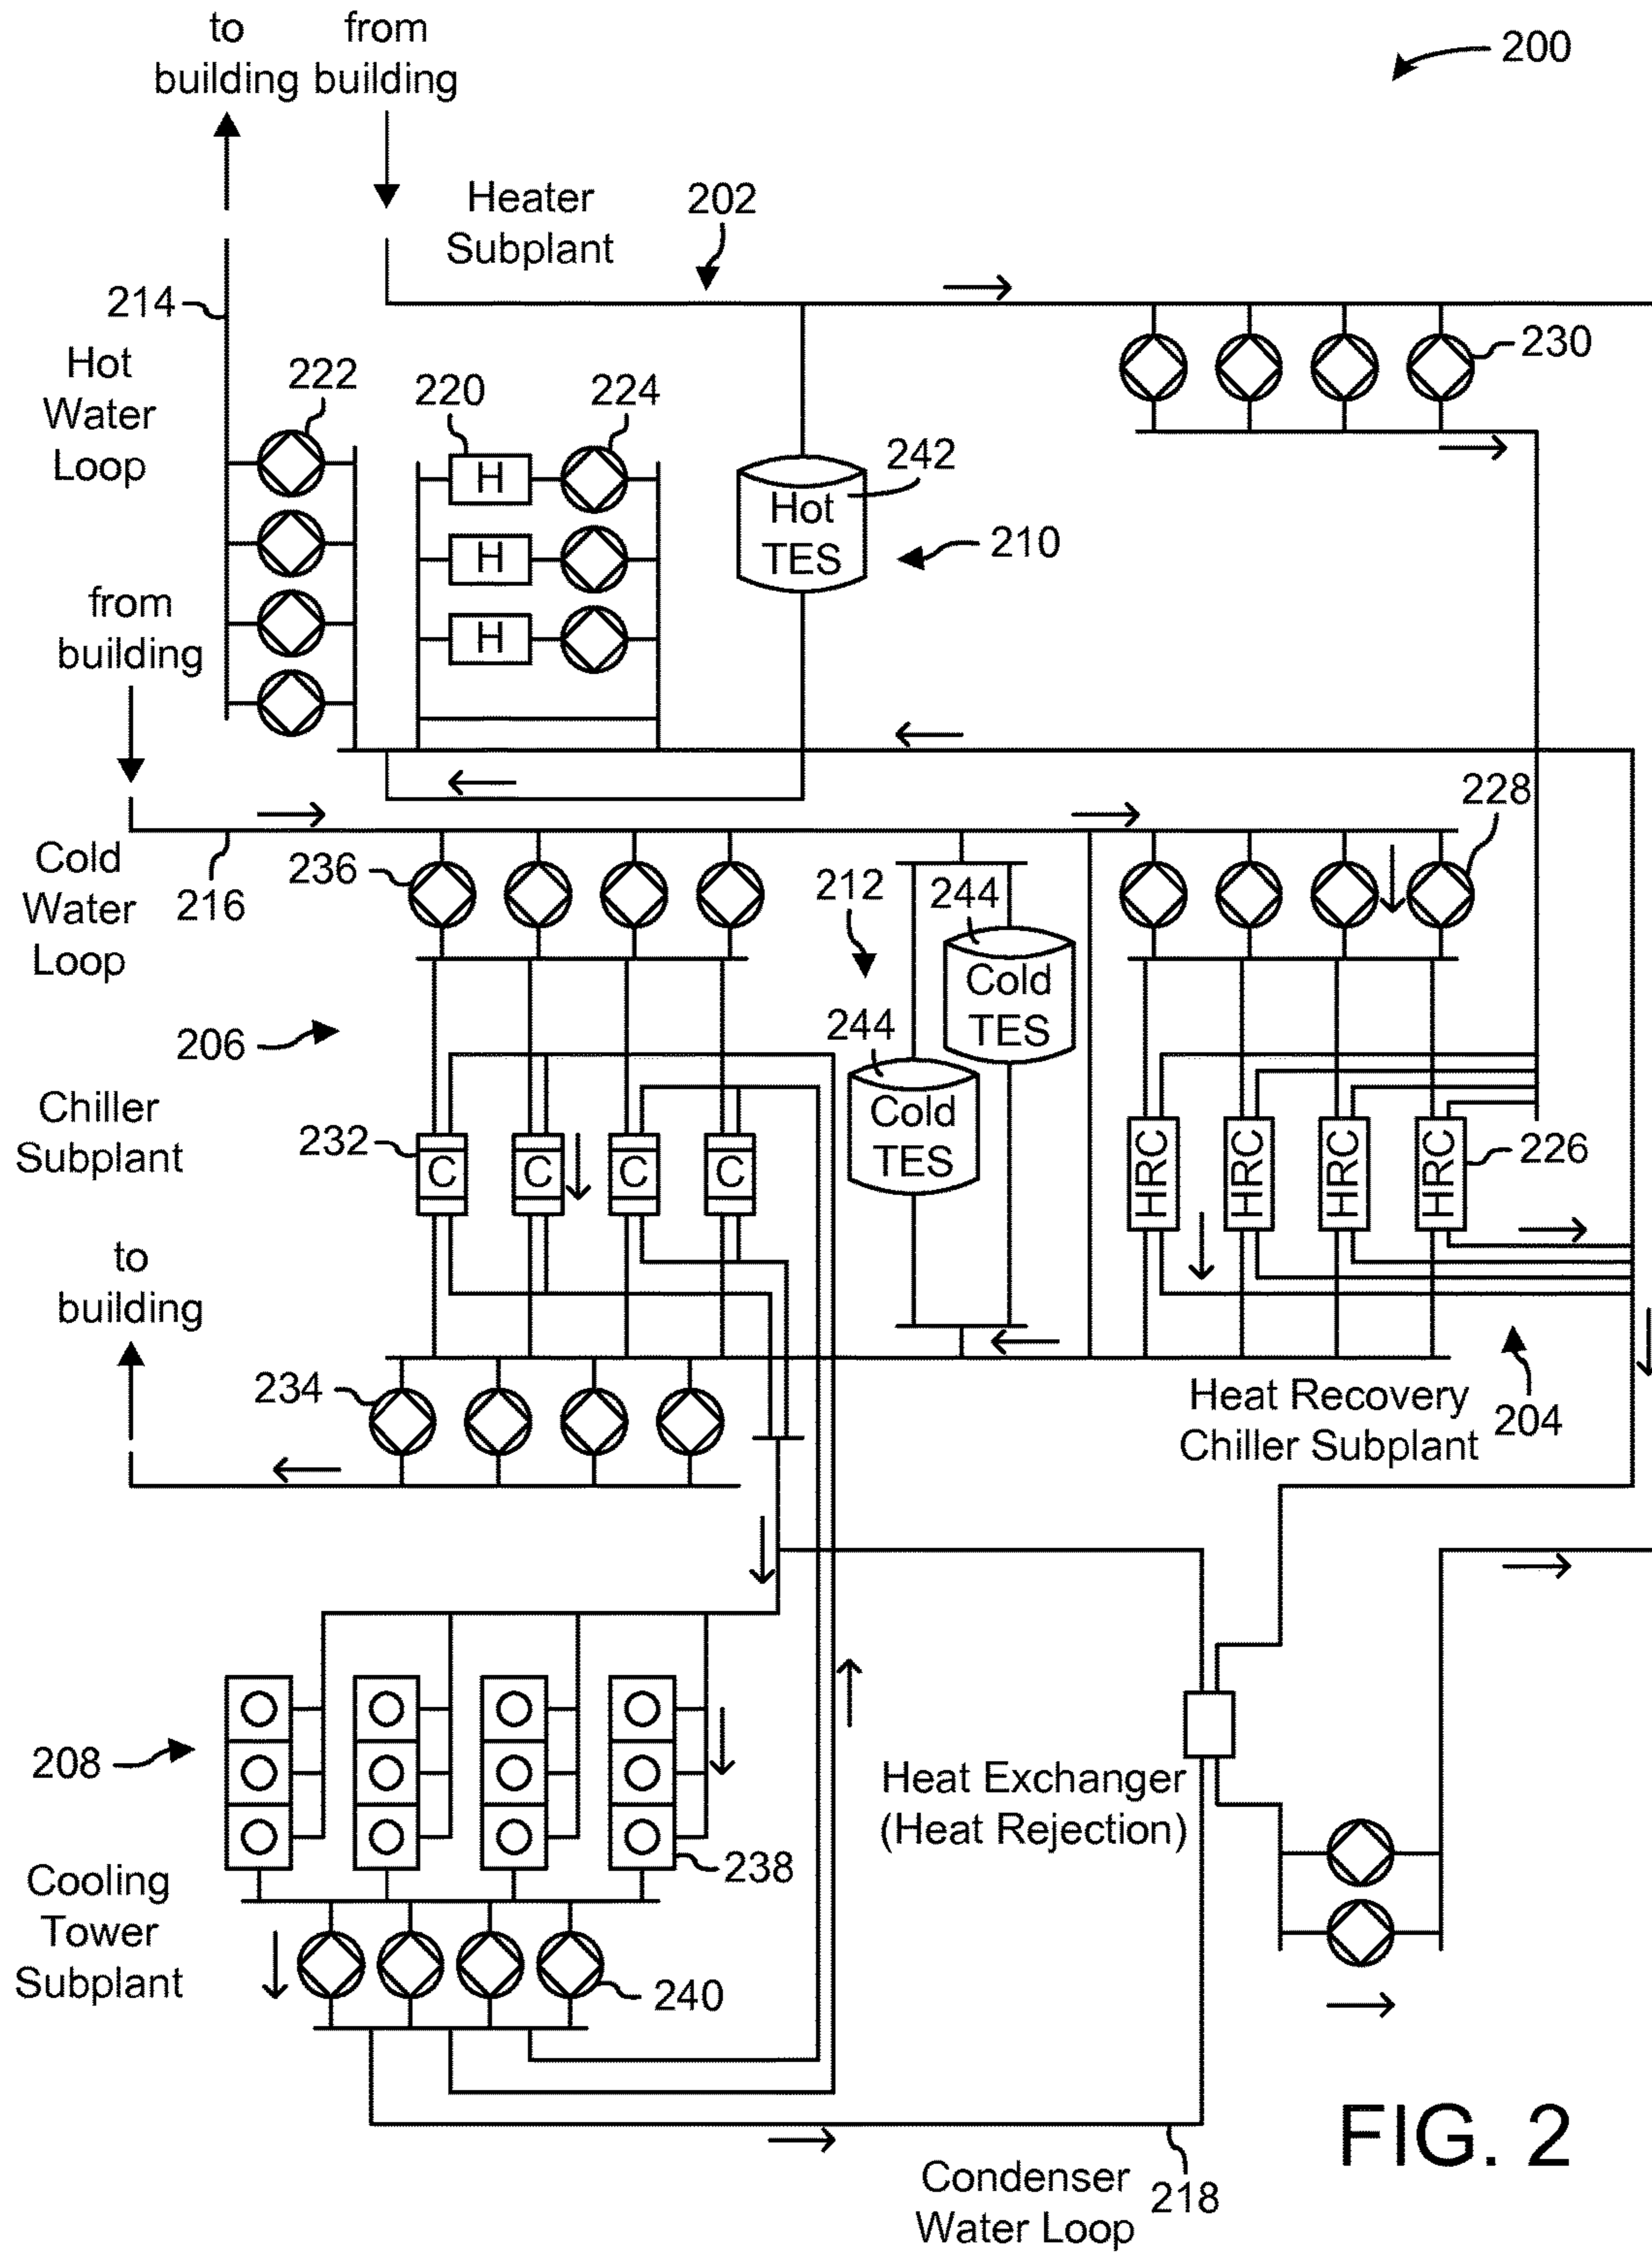 to
building
from
building
200
Heater
Subplant
202
214
Hot
Water
Loop
222
220
224
230
H
H
H
Hot
TES
242
210
from
building
228
Cold
Water
Loop
216
236
212
244
Cold
TES
244
Cold
TES
206
Chiller
Subplant
232
C
C
C
C
HRC
HRC
HRC
HRC
226
to
building
234
Heat Recovery
Chiller Subplant
204
208
Heat Exchanger
(Heat Rejection)
238
Cooling
Tower
Subplant
240
FIG. 2
Condenser
Water Loop
218